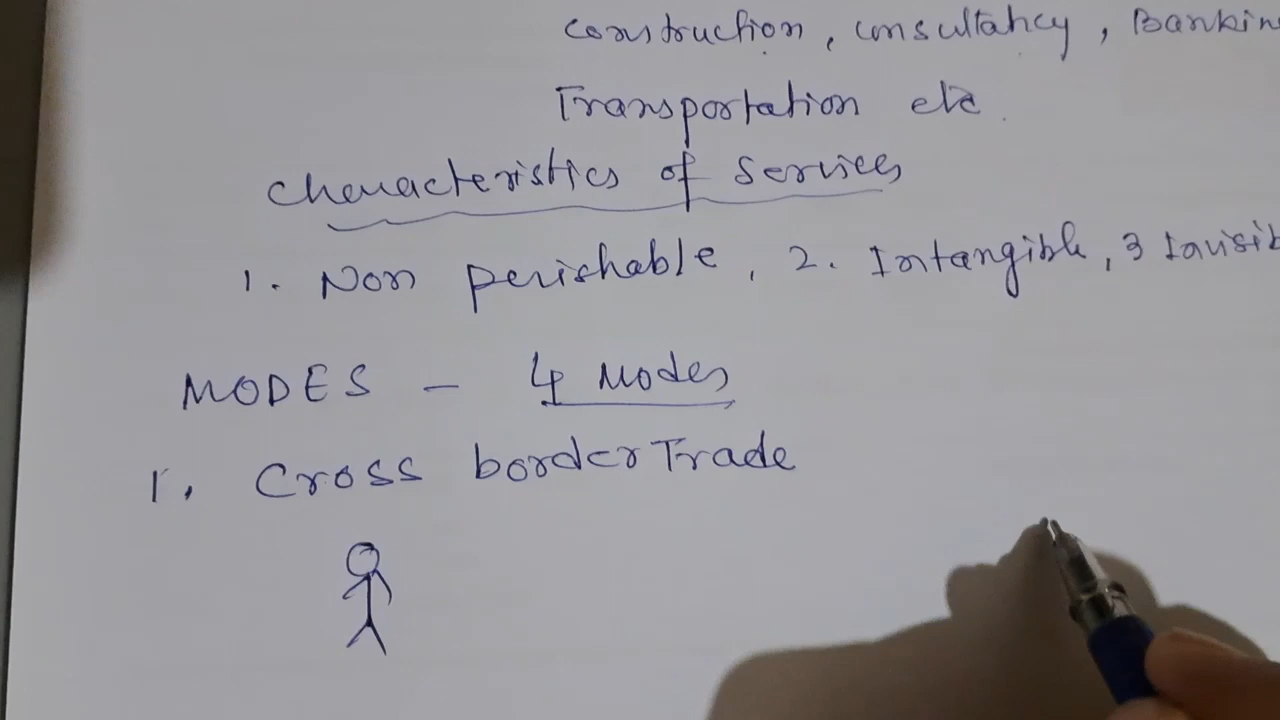 construction, consultancy, Bankin
Transportation etc.
Characteristics of Services
1. Non perishable, 2. Intangible, 3 Invisib
MODES - 4 Modes
1. Cross border Trade